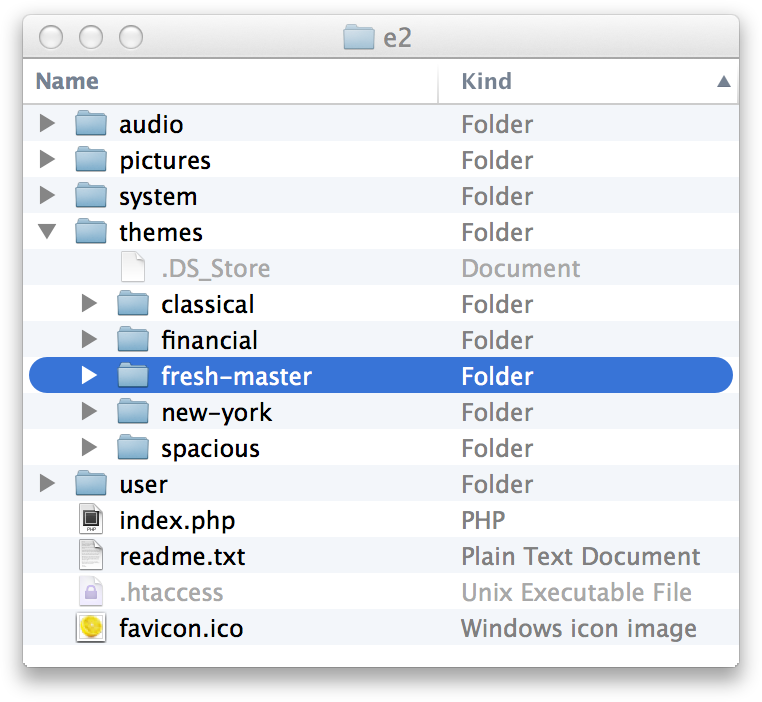 e2
Name Kind
audio Folder
pictures Folder
system Folder
themes Folder
.DS_Store Document
classical Folder
financial Folder
fresh-master Folder
new-york Folder
spacious Folder
user Folder
PHP
index.php PHP
readme.txt Plain Text Document
.htaccess Unix Executable File
favicon.ico Windows icon image